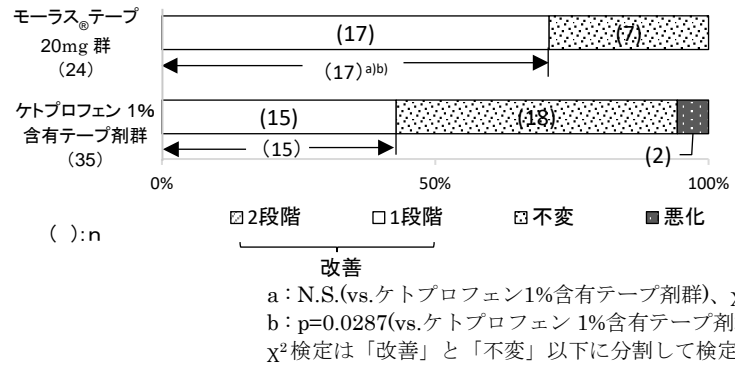 モーラス®テープ
20mg 群
(24)
(17)
(7)
(17)a)b)
ケトプロフェン 1%
含有テープ剤群
(35)
(15)
(18)
(15)
(2)
0%
50%
100%
( ):n
2段階 1段階 不変 悪化
改善
a：N.S.(vs.ケトプロフェン1%含有テープ剤群)、
b：p=0.0287(vs.ケトプロフェン 1%含有テープ剤
χ²検定は「改善」と「不変」以下に分割して検定